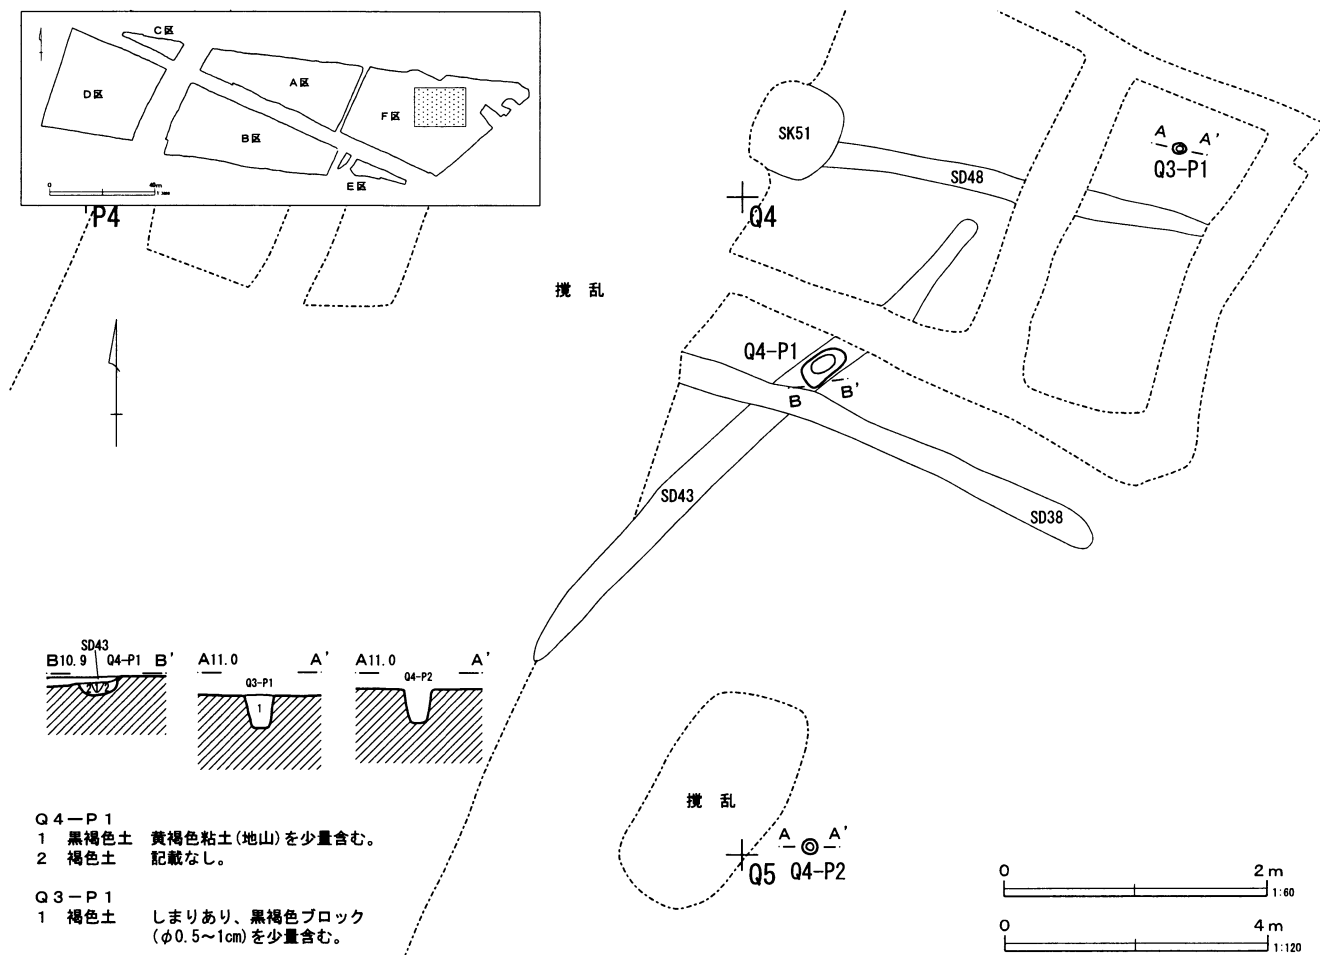 C区
D区
A区
F区
B区
E区
0
40m
P4
撹 乱
SK51
SD48
Q4
A A'
Q3-P1
Q4-P1
B B'
SD43
SD38
SD43
B10.9 Q4-P1 B'
2 1 2
A11.0 A'
Q3-P1
1
A11.0 A'
Q4-P2
撹 乱
A A'
Q5 Q4-P2
Q4-P1
1 黒褐色土 黄褐色粘土(地山)を少量含む。
2 褐色土 記載なし。
Q3-P1
1 褐色土 しまりあり、黒褐色ブロック
(φ0.5~1cm)を少量含む。
0 2m
1:60
0 4m
1:120